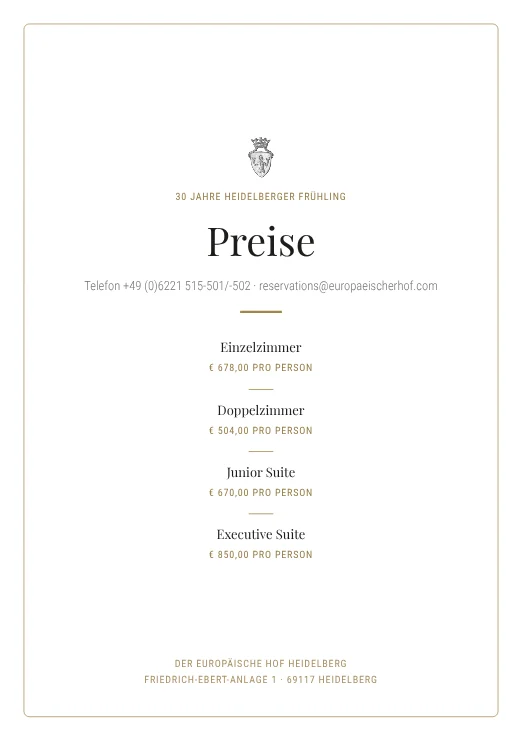 30 JAHRE HEIDELBERGER FRÜHLING
Preise
Telefon +49 (0)6221 515-501/-502 · reservations@europaeischerhof.com
Einzelzimmer
€ 678,00 PRO PERSON
Doppelzimmer
€ 504,00 PRO PERSON
Junior Suite
€ 670,00 PRO PERSON
Executive Suite
€ 850,00 PRO PERSON
DER EUROPÄISCHE HOF HEIDELBERG
FRIEDRICH-EBERT-ANLAGE 1 · 69117 HEIDELBERG